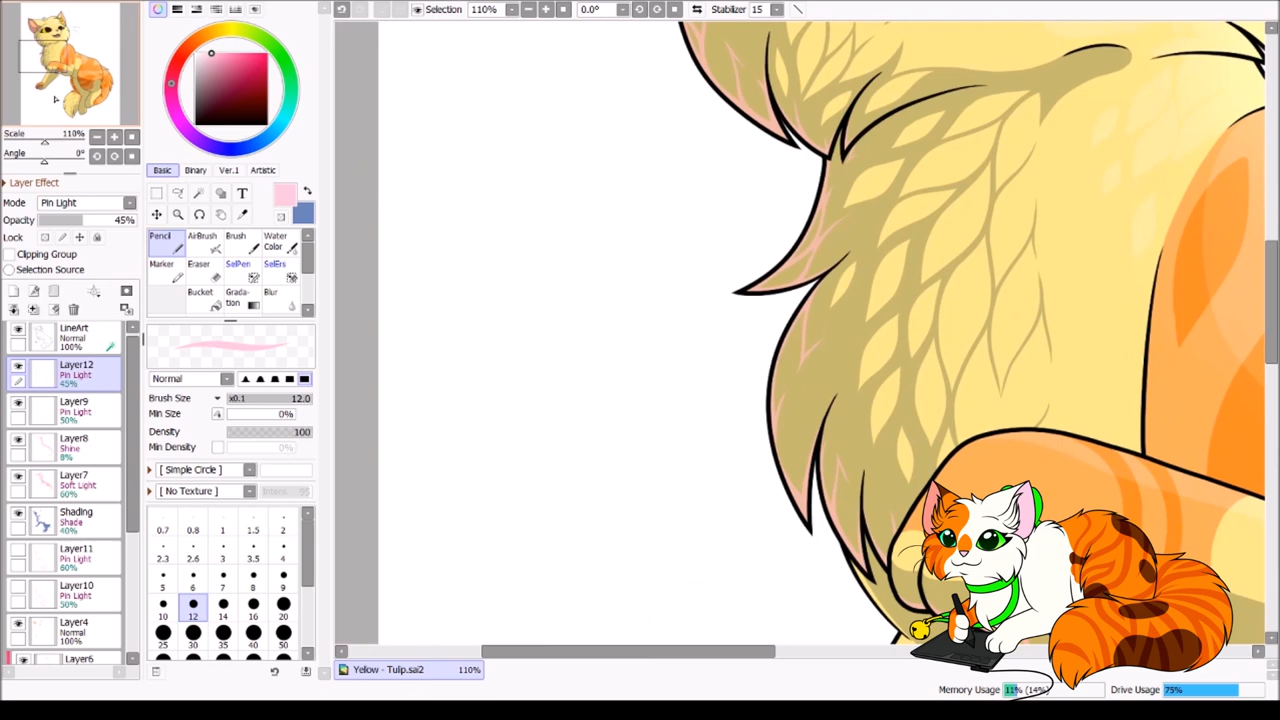 Selection 110% 0.0° Stabilizer 15
Scale 110%
Angle 0°
Layer Effect
Mode Pin Light
Opacity 45%
Lock
Clipping Group
Selection Source
LineArt
Normal
100%
Layer12
Pin Light
45%
Layer9
Pin Light
50%
Layer8
Shine
8%
Layer7
Soft Light
60%
Shading
Shade
40%
Layer11
Pin Light
60%
Layer10
Pin Light
50%
Layer4
Normal
100%
Layer6
Basic Binary Ver.1 Artistic
T
Pencil AirBrush Brush Water Color
Marker Eraser SelPen SelErs
Bucket Grada-tion Blur
Normal
Brush Size x0.1 12.0
Min Size 0%
Density 100
Min Density 0%
[ Simple Circle ]
[ No Texture ] Intens 95
0.7 0.8 1 1.5 2
2.3 2.6 3 3.5 4
5 6 7 8 9
10 12 14 16 20
25 30 35 40 50
Yellow - Tulip.sai2 110%
Memory Usage 11% (14%) Drive Usage 75%